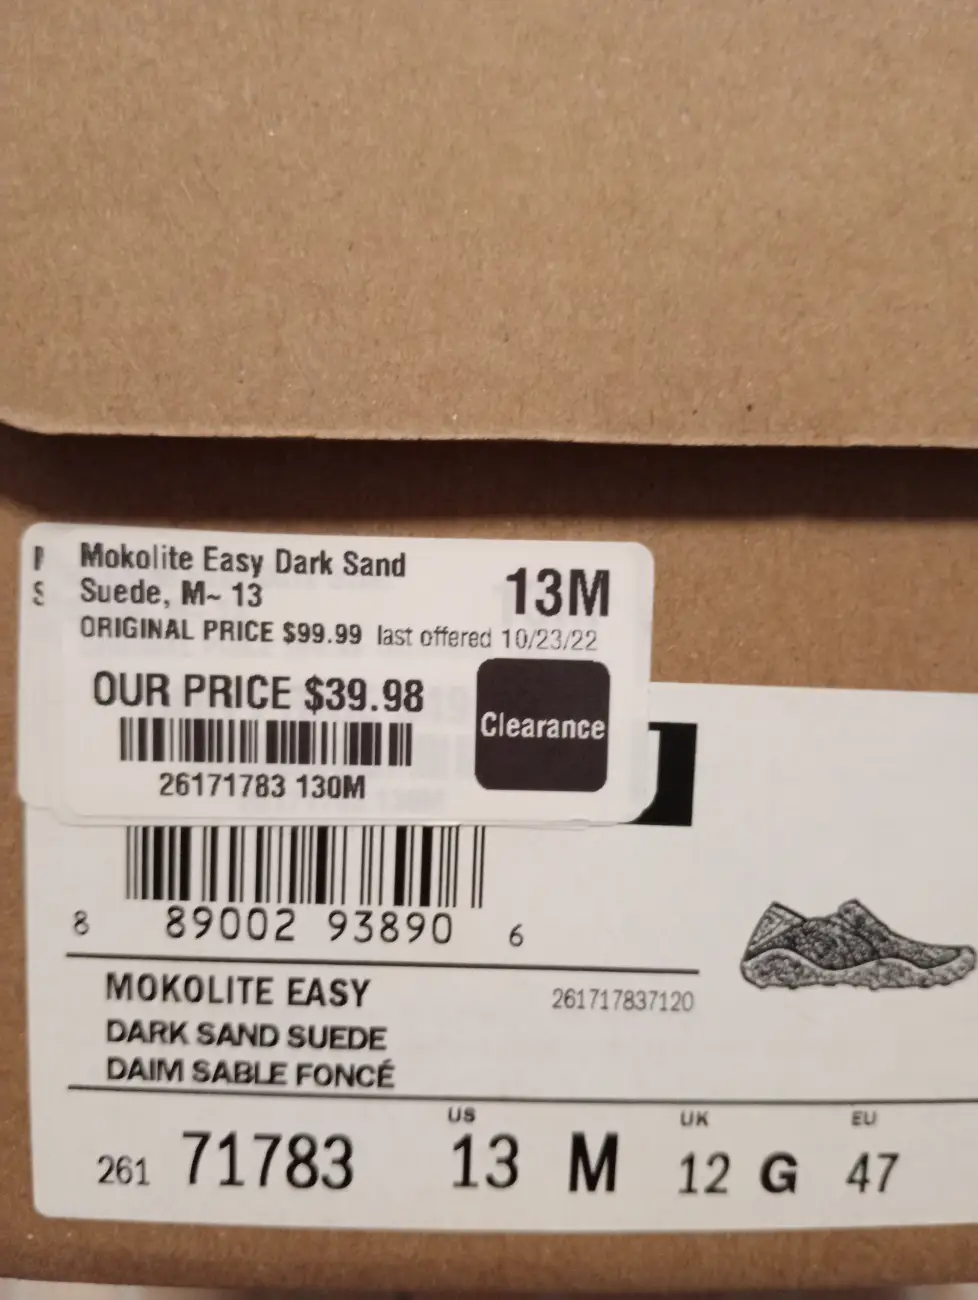 Mokolite Easy Dark Sand
Suede, M~ 13
13M
ORIGINAL PRICE $99.99 last offered 10/23/22
OUR PRICE $39.98
Clearance
26171783 130M
8 89002 93890 6
MOKOLITE EASY
261717837120
DARK SAND SUEDE
DAIM SABLE FONCÉ
US UK EU
261 71783 13 M 12 G 47